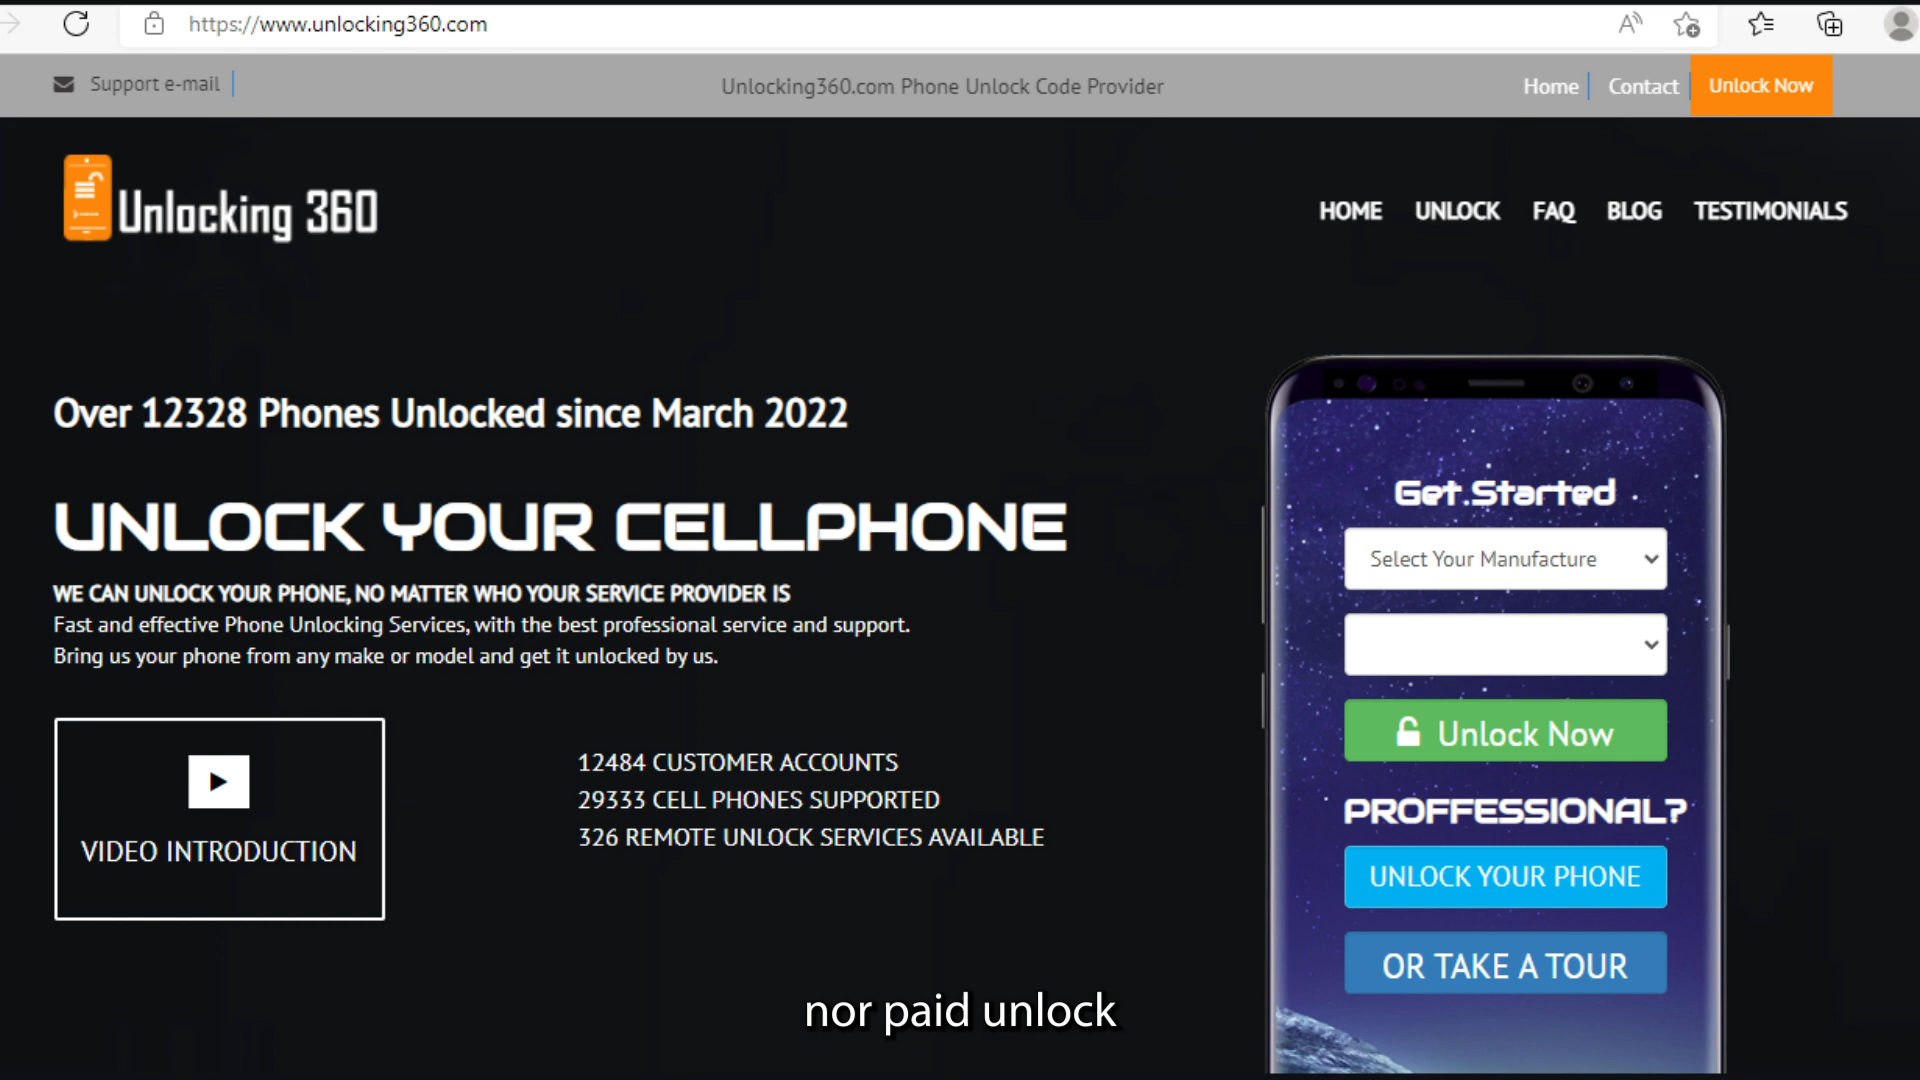 https://www.unlocking360.com
Support e-mail
Unlocking360.com Phone Unlock Code Provider
Home
Contact
Unlock Now
Unlocking 360
HOME
UNLOCK
FAQ
BLOG
TESTIMONIALS
Over 12328 Phones Unlocked since March 2022
UNLOCK YOUR CELLPHONE
WE CAN UNLOCK YOUR PHONE, NO MATTER WHO YOUR SERVICE PROVIDER IS
Fast and effective Phone Unlocking Services, with the best professional service and support.
Bring us your phone from any make or model and get it unlocked by us.
VIDEO INTRODUCTION
12484 CUSTOMER ACCOUNTS
29333 CELL PHONES SUPPORTED
326 REMOTE UNLOCK SERVICES AVAILABLE
Get Started
Select Your Manufacture
Unlock Now
PROFFESSIONAL?
UNLOCK YOUR PHONE
OR TAKE A TOUR
nor paid unlock